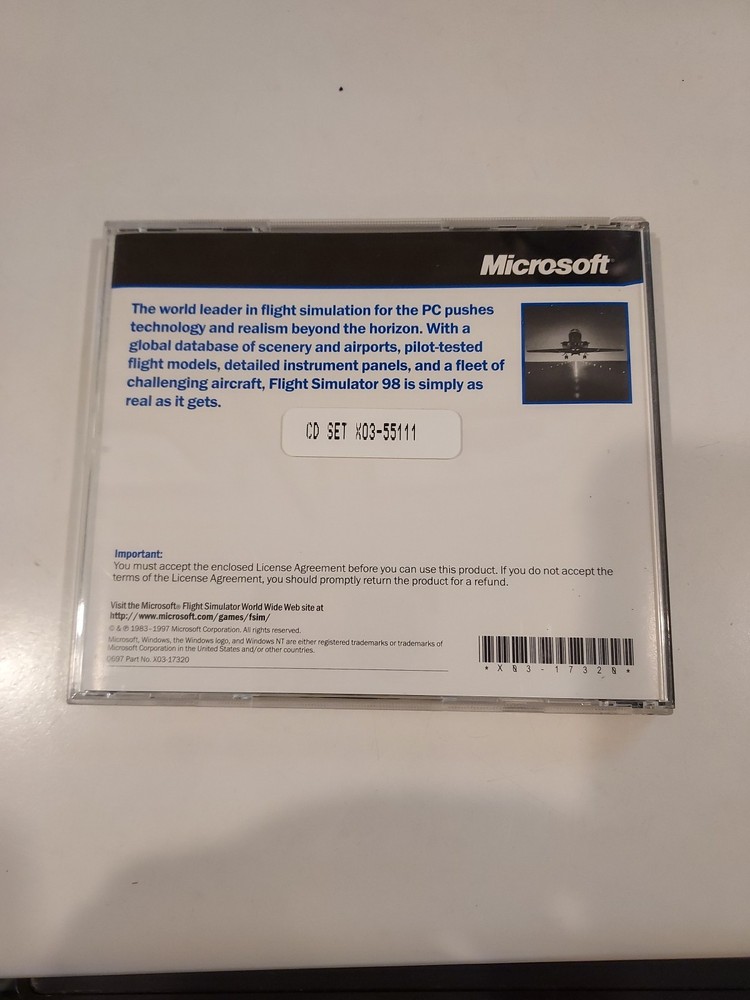 Microsoft
The world leader in flight simulation for the PC pushes
technology and realism beyond the horizon. With a
global database of scenery and airports, pilot-tested
flight models, detailed instrument panels, and a fleet of
challenging aircraft, Flight Simulator 98 is simply as
real as it gets.
CD SET X03-55111
Important:
You must accept the enclosed License Agreement before you can use this product. If you do not accept the
terms of the License Agreement, you should promptly return the product for a refund.
Visit the Microsoft® Flight Simulator World Wide Web site at
http://www.microsoft.com/games/fsim/
© & ℗ 1983–1997 Microsoft Corporation. All rights reserved.
Microsoft, Windows, the Windows logo, and Windows NT are either registered trademarks or trademarks of
Microsoft Corporation in the United States and/or other countries.
0697 Part No. X03-17320
*X03-17320*